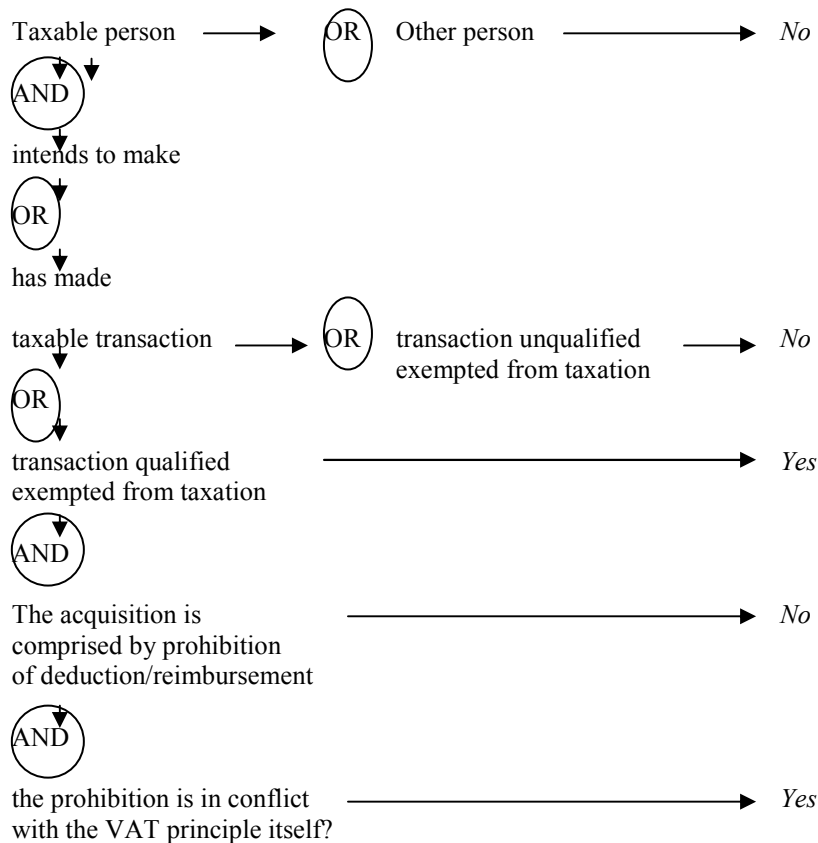 Taxable person OR Other person No
AND
intends to make
OR
has made
taxable transaction OR transaction unqualified No
exempted from taxation
OR
transaction qualified Yes
exempted from taxation
AND
The acquisition is No
comprised by prohibition
of deduction/reimbursement
AND
the prohibition is in conflict Yes
with the VAT principle itself?